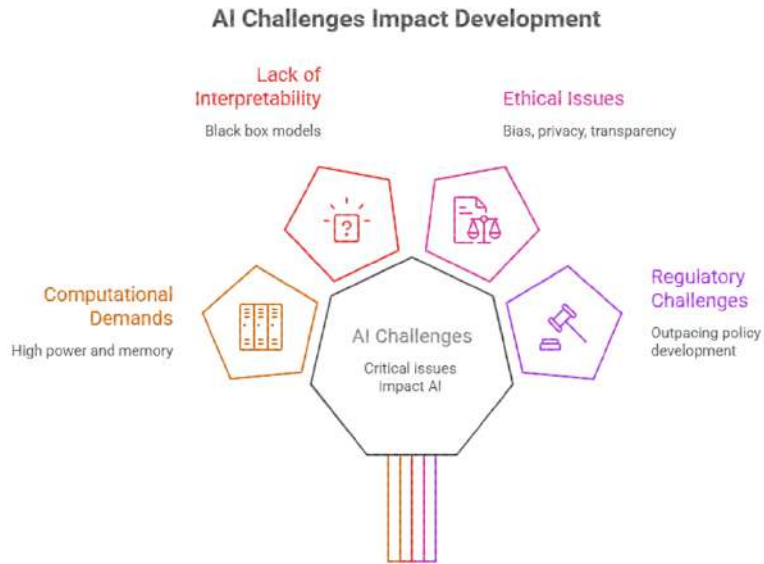 AI Challenges Impact Development
Lack of
Interpretability
Black box models
Ethical Issues
Bias, privacy, transparency
Computational
Demands
High power and memory
Regulatory
Challenges
Outpacing policy
development
AI Challenges
Critical issues
impact AI
?